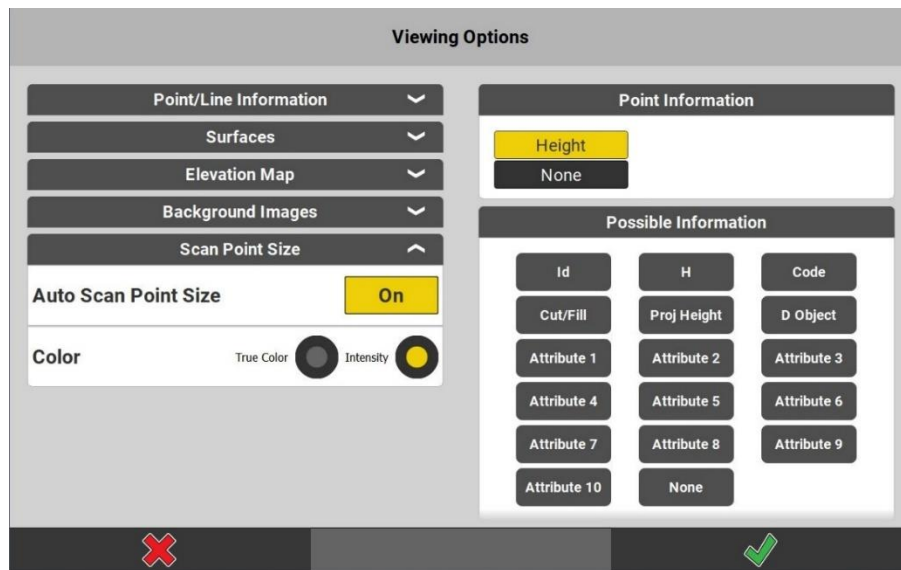 Viewing Options
Point/Line Information
Surfaces
Elevation Map
Background Images
Scan Point Size
Auto Scan Point Size On
Color True Color Intensity
Point Information
Height
None
Possible Information
Id H Code
Cut/Fill Proj Height D Object
Attribute 1 Attribute 2 Attribute 3
Attribute 4 Attribute 5 Attribute 6
Attribute 7 Attribute 8 Attribute 9
Attribute 10 None